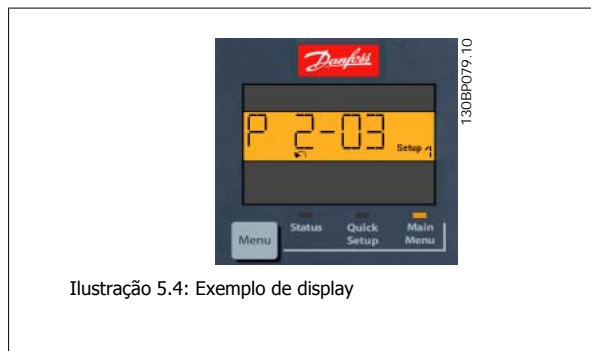 Danfoss
130BP079.10
P 2-03
Setup 1
Menu
Status
Quick Setup
Main Menu
Ilustração 5.4: Exemplo de display